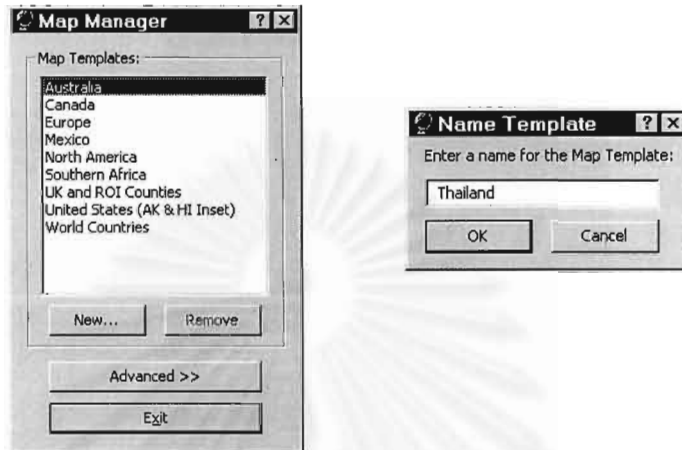 Map Manager
Map Templates:
Australia
Canada
Europe
Mexico
North America
Southern Africa
UK and ROI Counties
United States (AK & HI Inset)
World Countries
New...
Remove
Advanced >>
Exit
Name Template
Enter a name for the Map Template:
Thailand
OK
Cancel